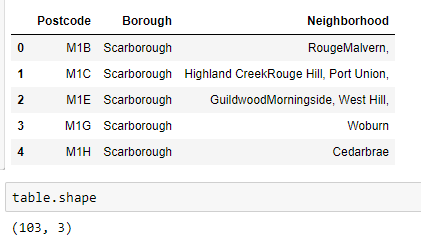 Postcode Borough Neighborhood
0 M1B Scarborough RougeMalvern,
1 M1C Scarborough Highland CreekRouge Hill, Port Union,
2 M1E Scarborough GuildwoodMorningside, West Hill,
3 M1G Scarborough Woburn
4 M1H Scarborough Cedarbrae
table.shape
(103, 3)